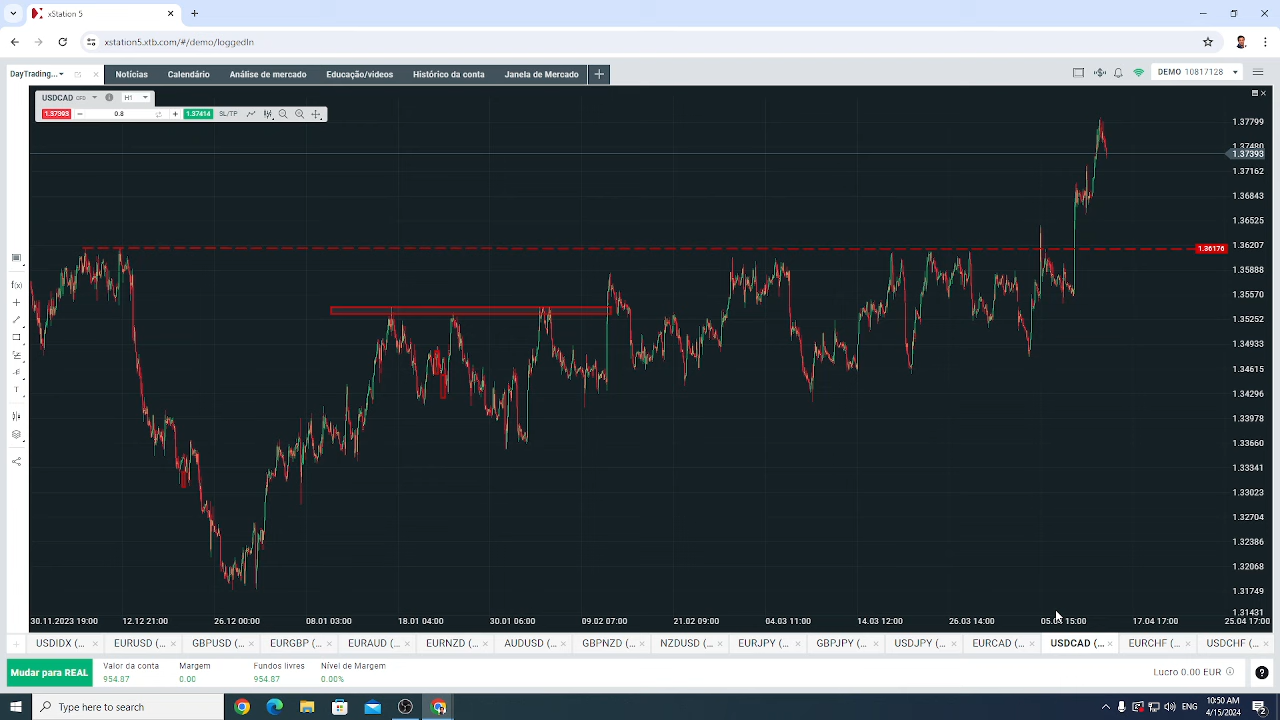 xStation 5
xstation5.xtb.com/#/demo/loggedIn
DayTrading...
Notícias
Calendário
Análise de mercado
Educação/videos
Histórico da conta
Janela de Mercado
DEMO 10817128
USDCAD CFD
H1
1.37393
0.8
1.37414
SL/TP
1.37799
1.37480
1.37393
1.37162
1.36843
1.36525
1.36207
1.36176
1.35888
1.35570
1.35252
1.34933
1.34615
1.34296
1.33978
1.33660
1.33341
1.33023
1.32704
1.32386
1.32068
1.31749
1.31431
30.11.2023 19:00
12.12 21:00
26.12 00:00
08.01 03:00
18.01 04:00
30.01 06:00
09.02 07:00
21.02 09:00
04.03 11:00
14.03 12:00
26.03 14:00
05.0 15:00
17.04 17:00
25.04 17:00
USDIDX (...
EURUSD (...
GBPUSD (...
EURGBP (...
EURAUD (...
EURNZD (...
AUDUSD (...
GBPNZD (...
NZDUSD (...
EURJPY (...
GBPJPY (...
USDJPY (...
EURCAD (...
USDCAD (...
EURCHF (...
USDCHF (...
Mudar para REAL
Valor da conta
954.87
Margem
0.00
Fundos livres
954.87
Nível de Margem
0.00%
Lucro 0.00 EUR
Type here to search
10:50 AM
4/15/2024